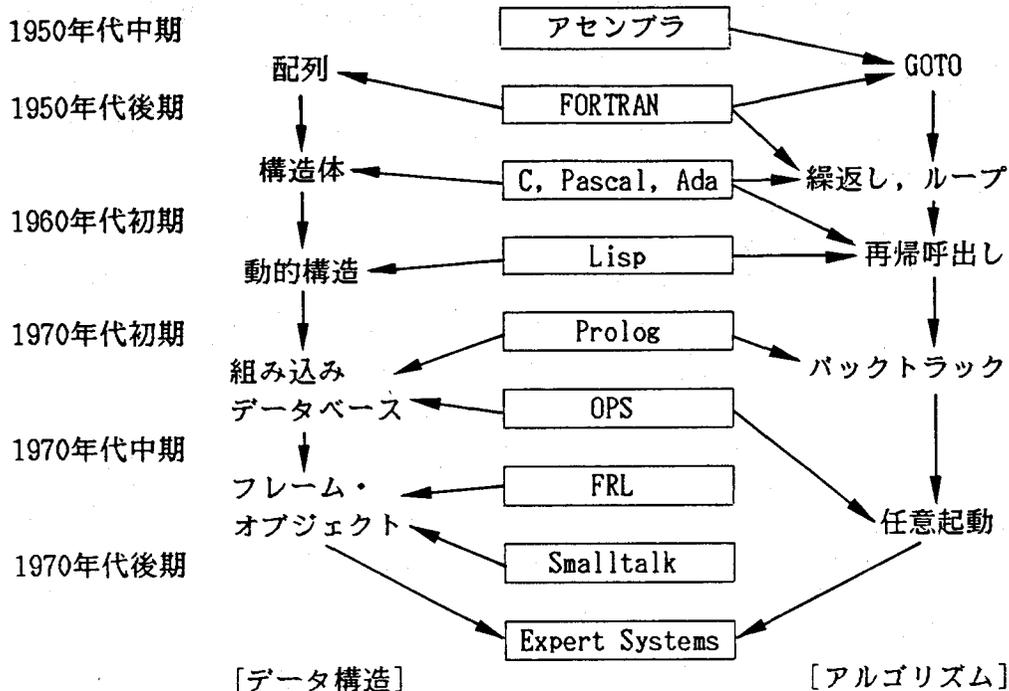 1950年代中期
アセンブラ
配列
GOTO
1950年代後期
FORTRAN
構造体
C, Pascal, Ada
繰返し，ループ
1960年代初期
動的構造
Lisp
再帰呼出し
1970年代初期
Prolog
組み込み
データベース
バックトラック
OPS
1970年代中期
フレーム・
オブジェクト
FRL
任意起動
1970年代後期
Smalltalk
Expert Systems
[データ構造]
[アルゴリズム]